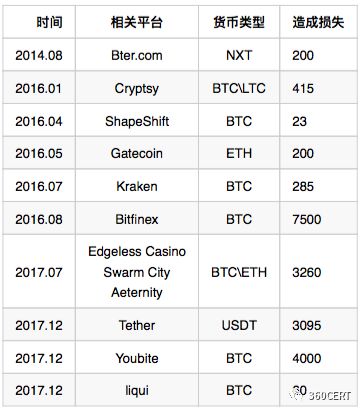 时间 相关平台 货币类型 造成损失
2014.08 Bter.com NXT 200
2016.01 Cryptsy BTC\LTC 415
2016.04 ShapeShift BTC 23
2016.05 Gatecoin ETH 200
2016.07 Kraken BTC 285
2016.08 Bitfinex BTC 7500
Edgeless Casino
2017.07 Swarm City BTC\ETH 3260
Aeternity
2017.12 Tether USDT 3095
2017.12 Youbite BTC 4000
2017.12 liqui BTC 60
360CERT